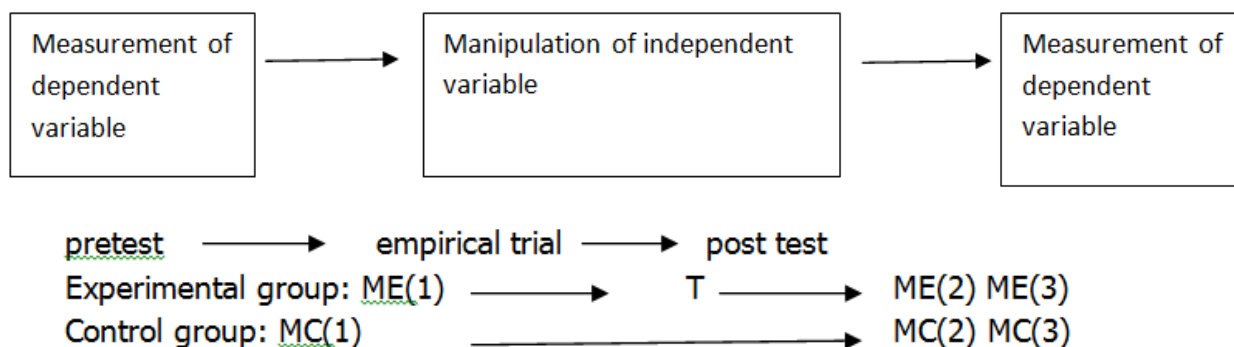 Measurement of
dependent
variable
Manipulation of independent
variable
Measurement of
dependent
variable
pretest empirical trial post test
Experimental group: ME(1) T ME(2) ME(3)
Control group: MC(1) MC(2) MC(3)